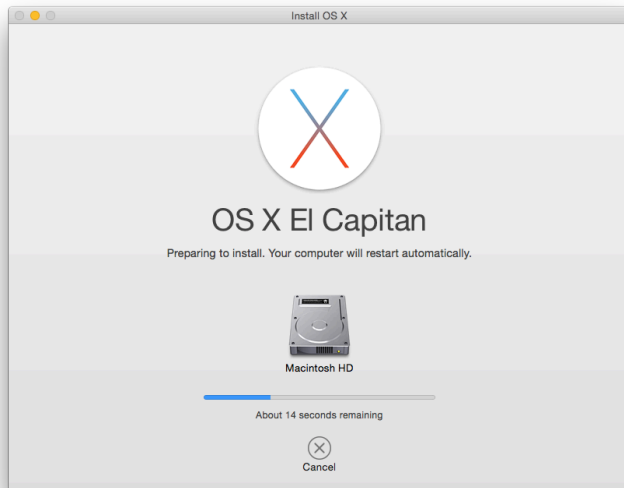 Install OS X
OS X El Capitan
Preparing to install. Your computer will restart automatically.
Macintosh HD
About 14 seconds remaining
Cancel